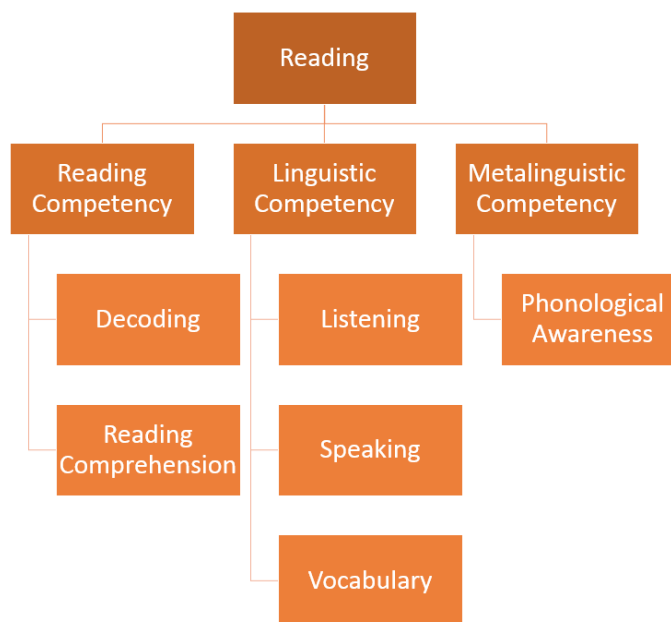 Reading
Reading
Competency
Linguistic
Competency
Metalinguistic
Competency
Decoding
Listening
Phonological
Awareness
Reading
Comprehension
Speaking
Vocabulary